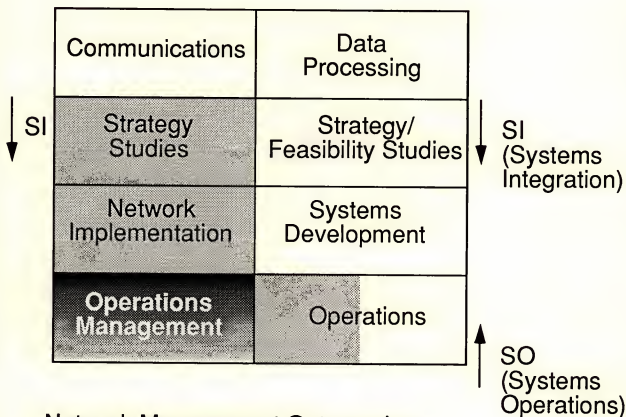 Communications
Data
Processing
SI
Strategy
Studies
Strategy/
Feasibility Studies
SI
(Systems
Integration)
Network
Implementation
Systems
Development
Operations
Management
Operations
SO
(Systems
Operations)